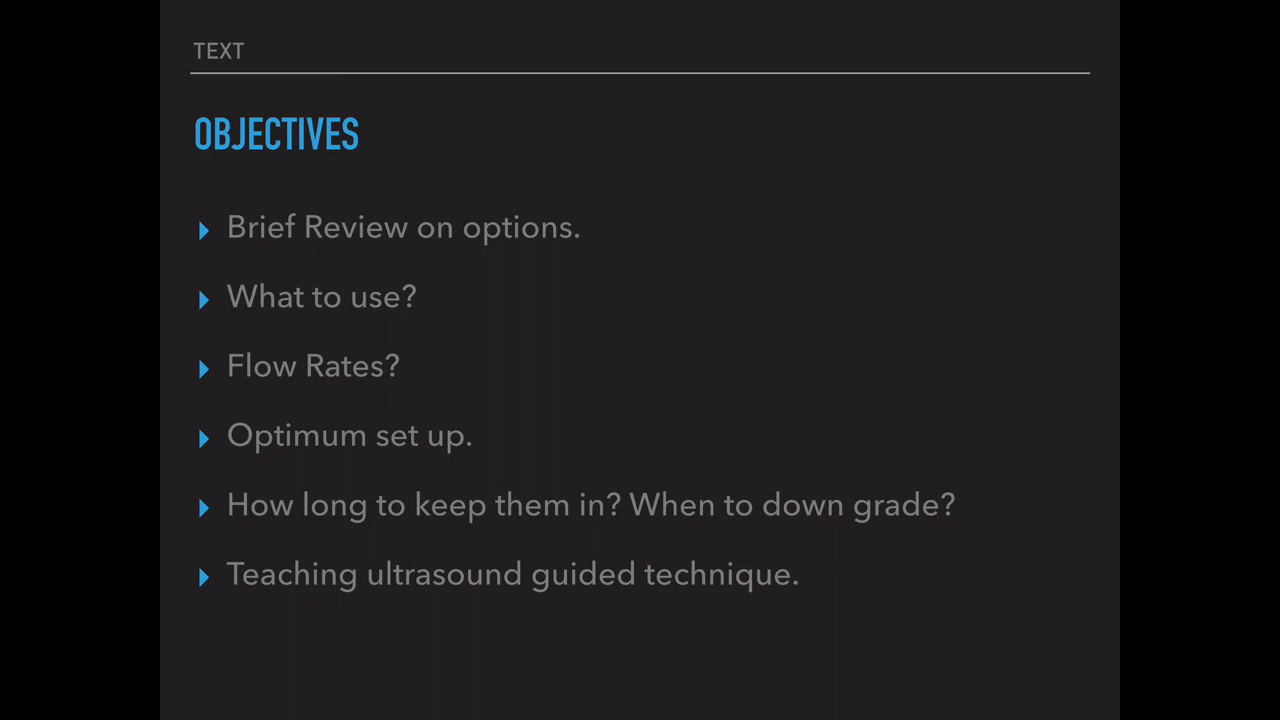 TEXT
OBJECTIVES
Brief Review on options.
What to use?
Flow Rates?
Optimum set up.
How long to keep them in? When to down grade?
Teaching ultrasound guided technique.